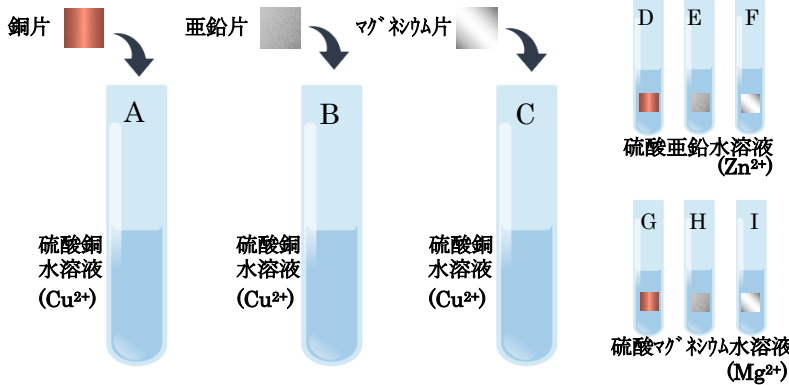 銅片
亜鉛片
マグネシウム片
A
B
C
硫酸銅
水溶液
(Cu²⁺)
硫酸銅
水溶液
(Cu²⁺)
硫酸銅
水溶液
(Cu²⁺)
D E F
硫酸亜鉛水溶液
(Zn²⁺)
G H I
硫酸マグネシウム水溶液
(Mg²⁺)